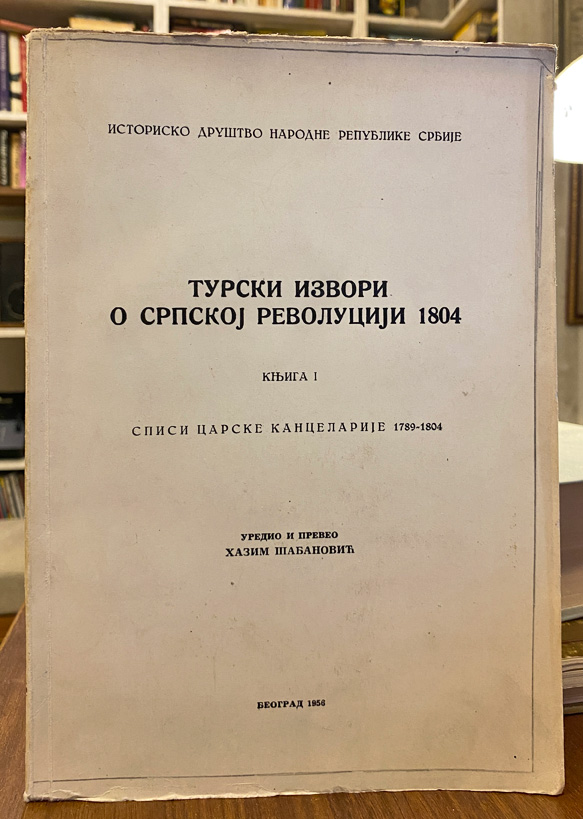 ИСТОРИСКО ДРУШТВО НАРОДНЕ РЕПУБЛИКЕ СРБИЈЕ
ТУРСКИ ИЗВОРИ
О СРПСКОЈ РЕВОЛУЦИЈИ 1804
КЊИГА I
СПИСИ ЦАРСКЕ КАНЦЕЛАРИЈЕ 1789-1804
УРЕДИО И ПРЕВЕО
ХАЗИМ ШАБАНОВИЋ
БЕОГРАД 1956